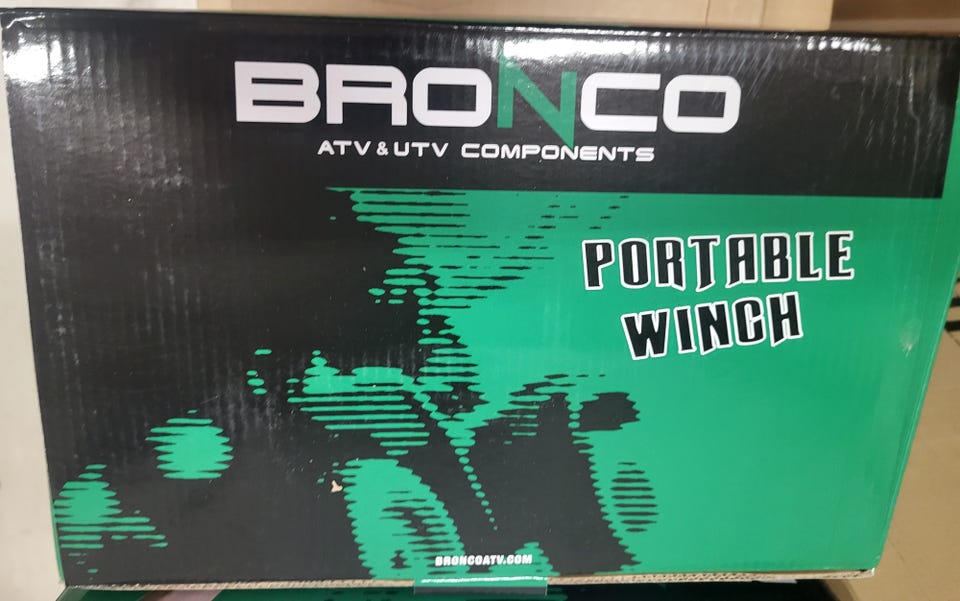 BRONCO
ATV & UTV COMPONENTS
PORTABLE
WINCH
BRONCOATV.COM